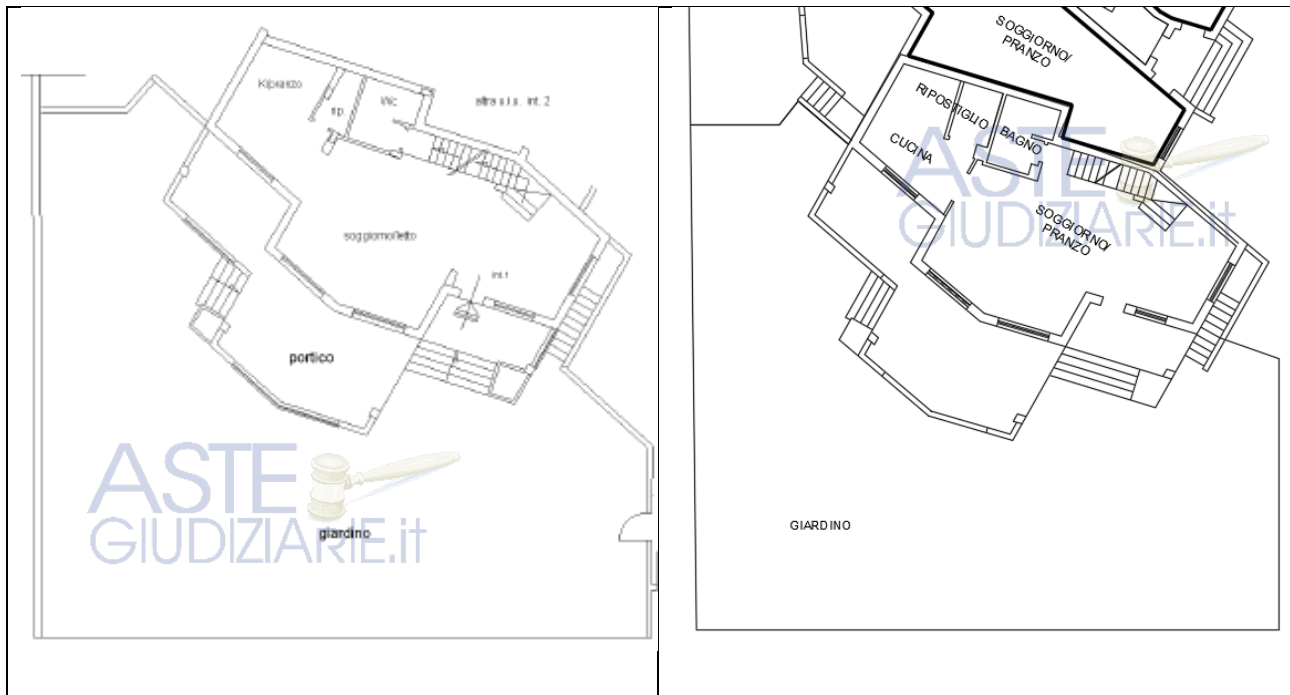 K/pranzo
rip.
Wc
altra u.i.u. int. 2
soggiorno/letto
int.1
portico
ASTE
GIUDIZIARIE.it
giardino
SOGGIORNO/
PRANZO
RIPOSTIGLIO
BAGNO
CUCINA
ASTE
GIUDIZIARIE.it
SOGGIORNO/
PRANZO
GIARDINO